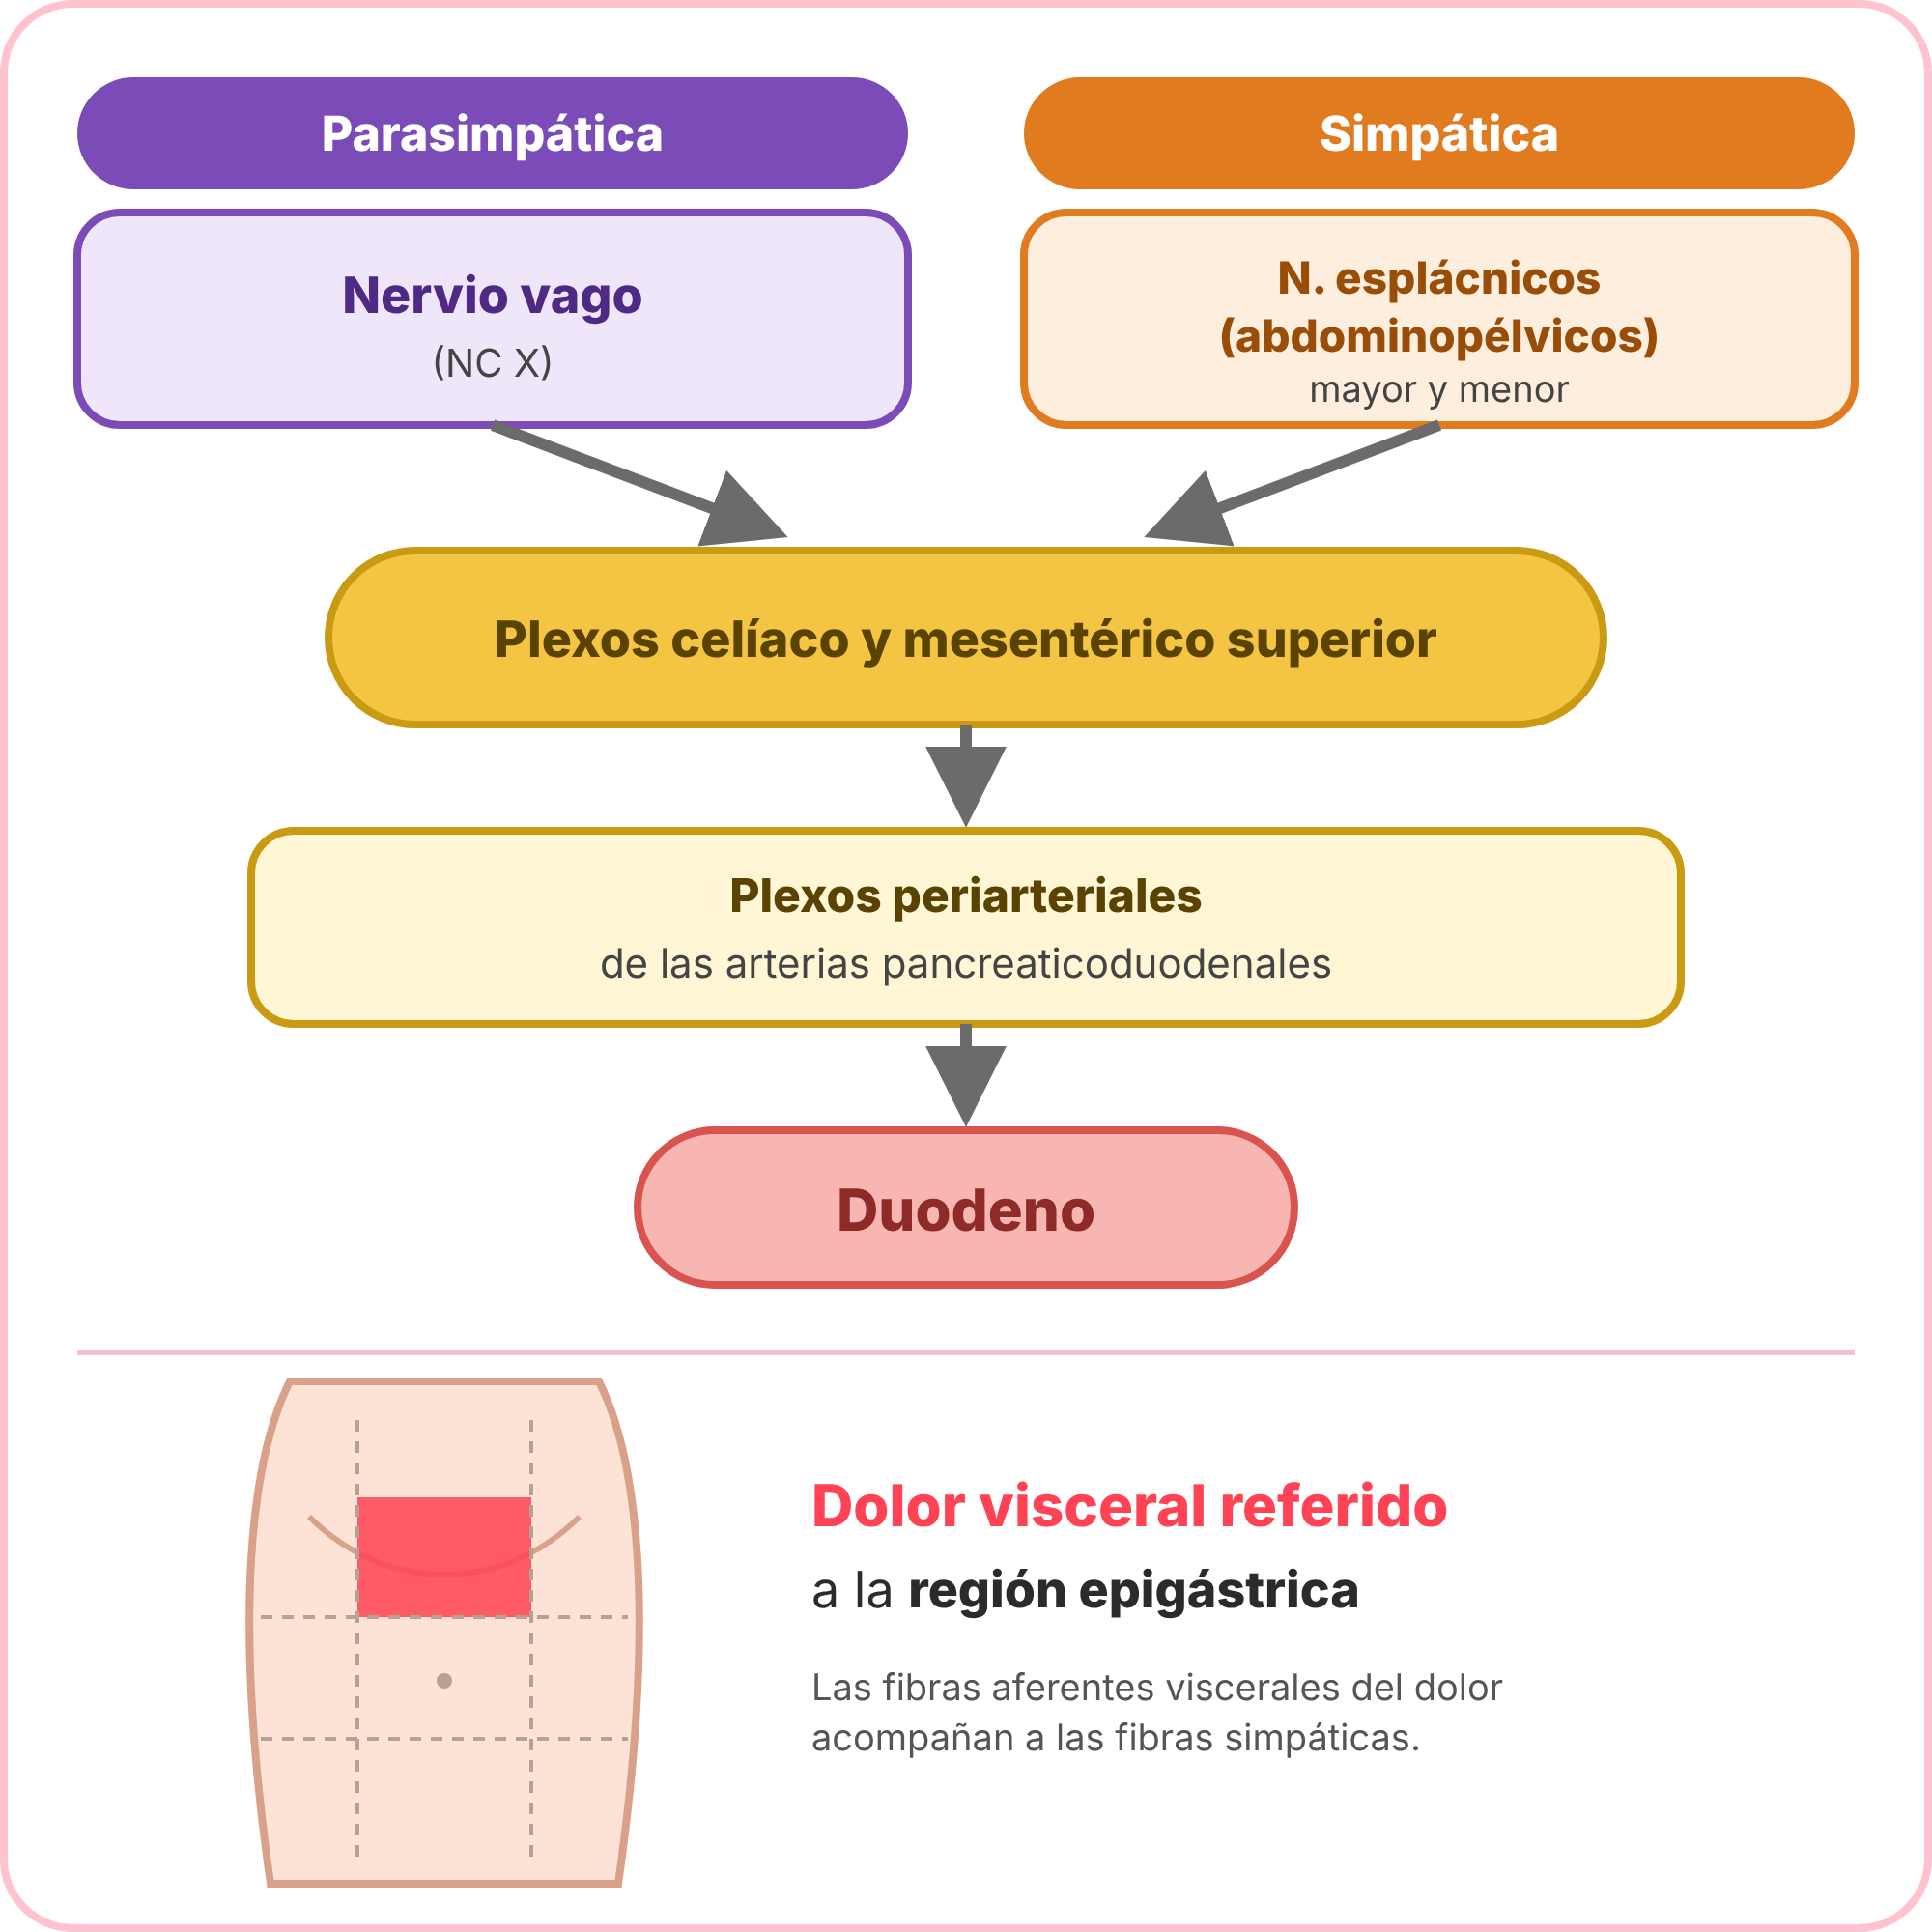 Parasimpática
Simpática
Nervio vago
(NC X)
N. esplácnicos
(abdominopélvicos)
mayor y menor
Plexos celíaco y mesentérico superior
Plexos periarteriales
de las arterias pancreaticoduodenales
Duodeno
Dolor visceral referido
a la región epigástrica
Las fibras aferentes viscerales del dolor
acompañan a las fibras simpáticas.